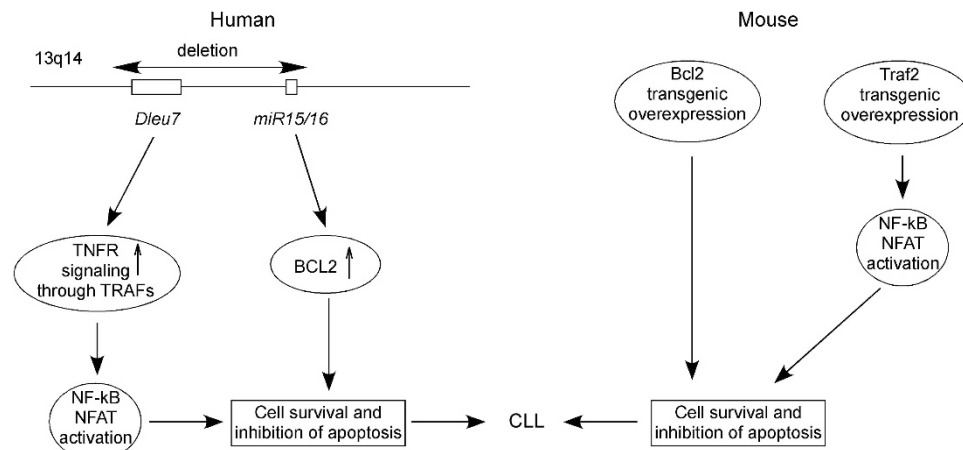 Human
Mouse
13q14
deletion
Dleu7
miR15/16
TNFR
signaling
through TRAFs
BCL2
NF-kB
NFAT
activation
Cell survival and
inhibition of apoptosis
CLL
Bcl2
transgenic
overexpression
Traf2
transgenic
overexpression
NF-kB
NFAT
activation
Cell survival and
inhibition of apoptosis